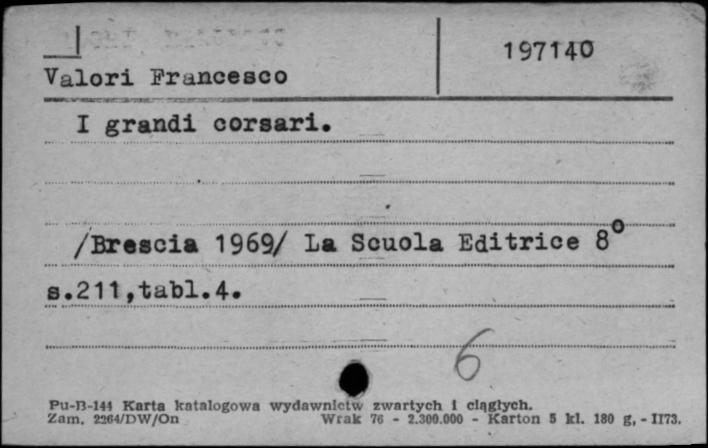 197140
Valori Francesco
I grandi corsari.
/Brescia 1969/ La Scuola Editrice 8°
s.211,tabl.4.
6
Pu-B-144 Karta katalogowa wydawnictw zwartych i ciągłych.
Zam. 2264/DW/On Wrak 76 - 2.300.000 - Karton 5 kl. 180 g, - II73.